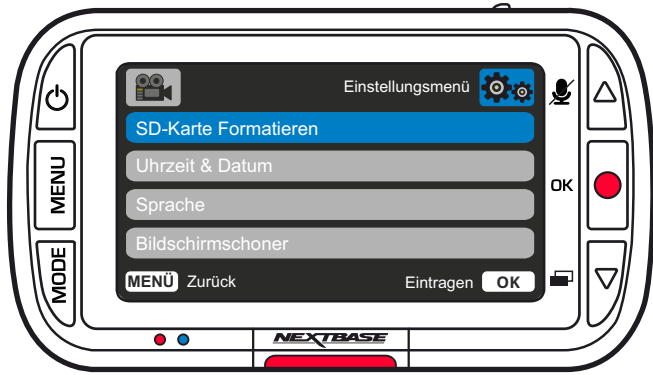 Einstellungsmenü
SD-Karte Formatieren
Uhrzeit & Datum
MENU
Sprache
OK
Bildschirmschoner
MODE
MENÜ Zurück Eintragen OK
NEXTBASE